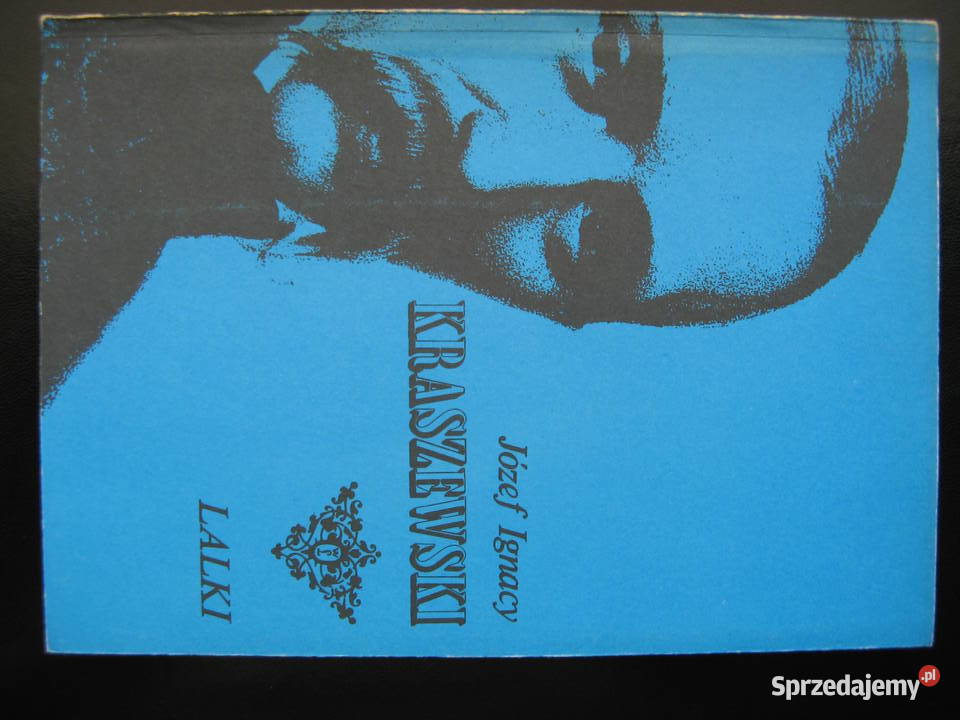 Józef Ignacy
KRASZEWSKI
LALKI
Sprzedajemy.pl